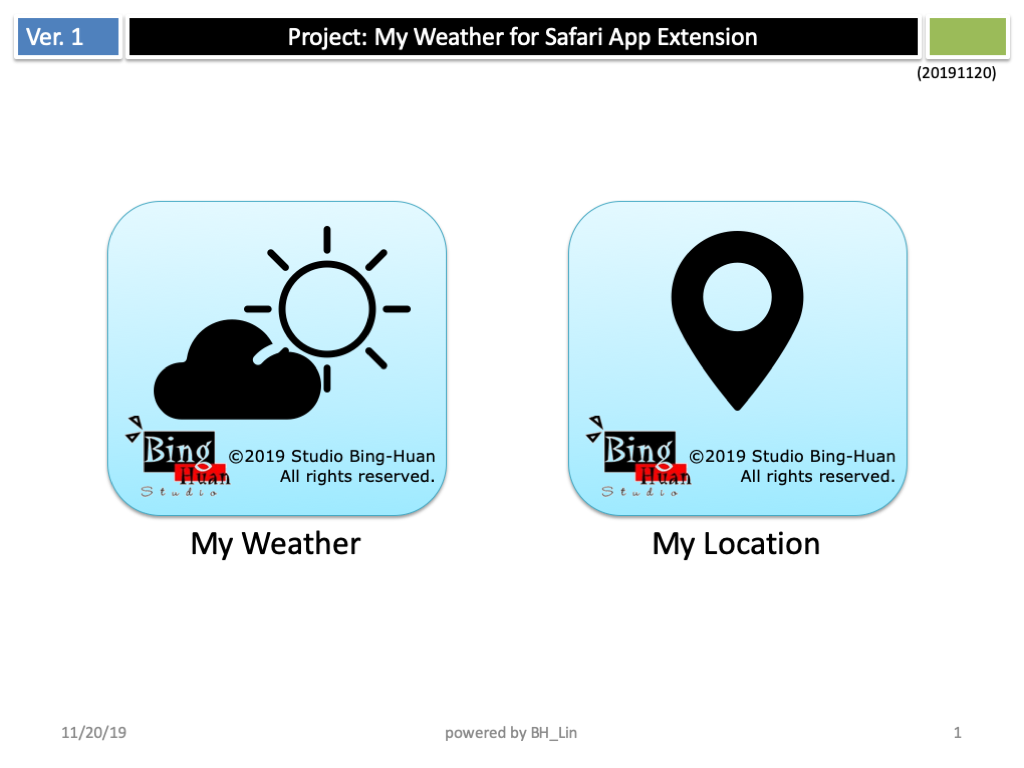 Ver. 1
Project: My Weather for Safari App Extension
(20191120)
Bing
Huan
Studio
©2019 Studio Bing-Huan
All rights reserved.
My Weather
Bing
Huan
Studio
©2019 Studio Bing-Huan
All rights reserved.
My Location
11/20/19
powered by BH_Lin
1